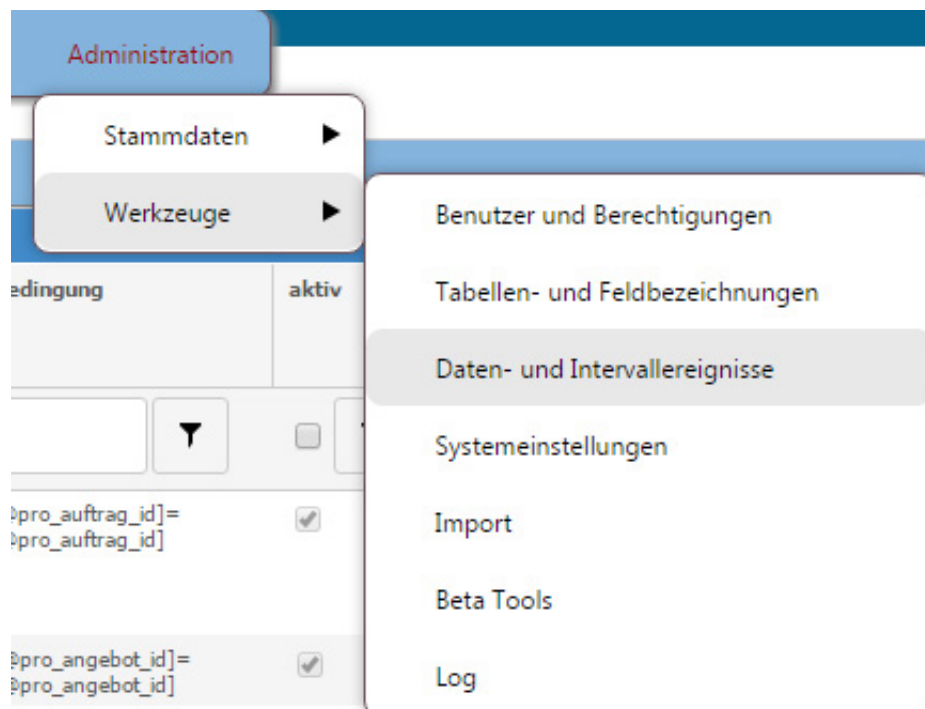 Administration
Stammdaten
Werkzeuge
Benutzer und Berechtigungen
Tabellen- und Feldbezeichnungen
Daten- und Intervallereignisse
Systemeinstellungen
Import
Beta Tools
Log
edingung aktiv
pro_auftrag_id]=
pro_auftrag_id]
pro_angebot_id]=
pro_angebot_id]